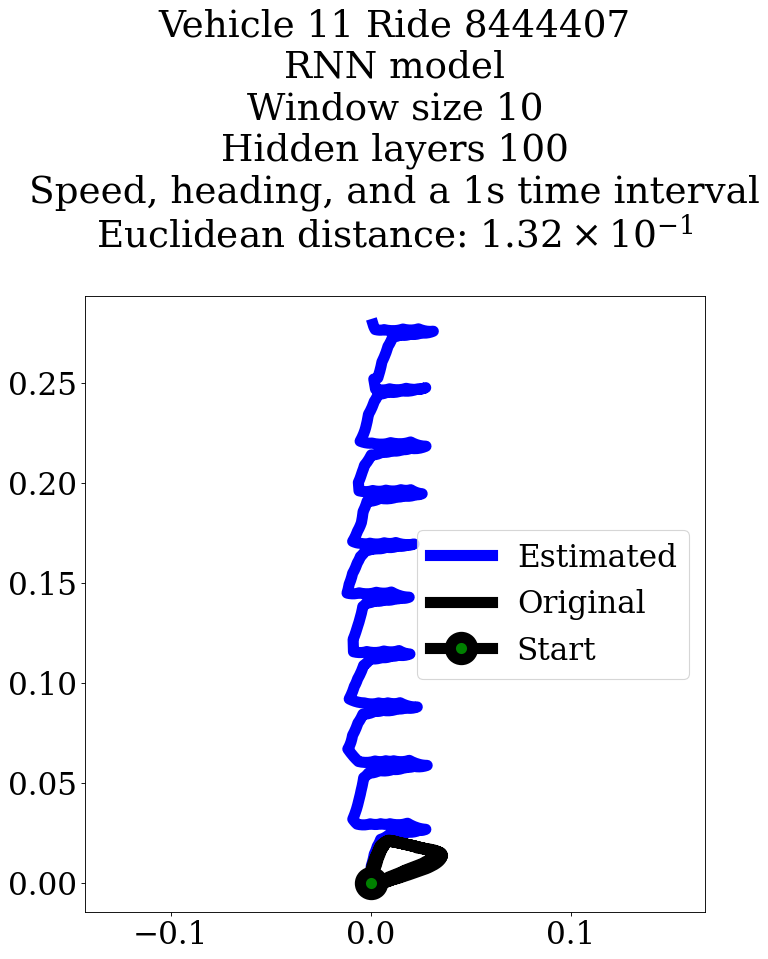 Vehicle 11 Ride 8444407
RNN model
Window size 10
Hidden layers 100
Speed, heading, and a 1s time interval
Euclidean distance: 1.32 × 10⁻¹
0.25
0.20
0.15
0.10
0.05
0.00
Estimated
Original
Start
−0.1
0.0
0.1